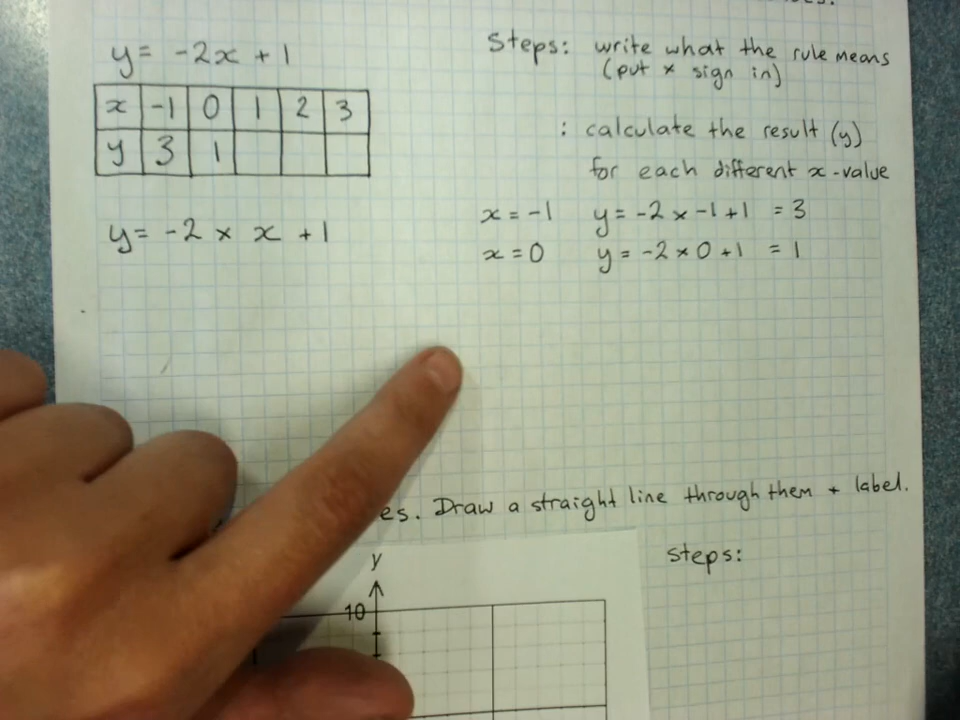 y = -2x + 1
x -1 0 1 2 3
y 3 1
y = -2 × x + 1
Steps: write what the rule means
(put × sign in)
: calculate the result (y)
for each different x-value
x = -1 y = -2 × -1 + 1 = 3
x = 0 y = -2 × 0 + 1 = 1
es. Draw a straight line through them + label.
Steps:
y
10